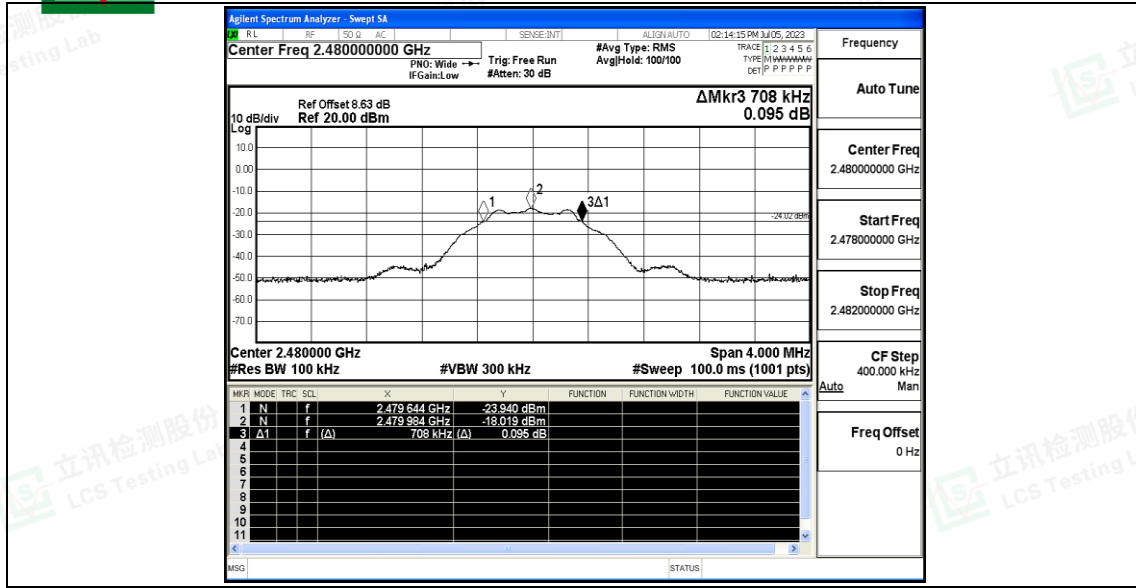 Agilent Spectrum Analyzer - Swept SA
RL RF 50 Ω AC SENSE:INT ALIGN AUTO 02:14:15 PM Jul 05, 2023
Center Freq 2.480000000 GHz
PNO: Wide
IFGain:Low
Trig: Free Run
#Atten: 30 dB
#Avg Type: RMS
Avg|Hold: 100/100
TRACE 1 2 3 4 5 6
TYPE M WWWWW
DET P P P P P P
ΔMkr3 708 kHz
0.095 dB
Ref Offset 8.63 dB
10 dB/div Ref 20.00 dBm
Log
10.0
0.00
-10.0
-20.0
-30.0
-40.0
-50.0
-60.0
-70.0
1
2
3Δ1
-24.02 dBm
Center 2.480000 GHz Span 4.000 MHz
#Res BW 100 kHz #VBW 300 kHz #Sweep 100.0 ms (1001 pts)
MKR MODE TRC SCL X Y FUNCTION FUNCTION WIDTH FUNCTION VALUE
1 N f 2.479 644 GHz -23.940 dBm
2 N f 2.479 984 GHz -18.019 dBm
3 Δ1 f (Δ) 708 kHz (Δ) 0.095 dB
4
5
6
7
8
9
10
11
MSG STATUS
Frequency
Auto Tune
Center Freq
2.480000000 GHz
Start Freq
2.478000000 GHz
Stop Freq
2.482000000 GHz
CF Step
400.000 kHz
Auto Man
Freq Offset
0 Hz
立讯检测股份
LCS Testing Lab
立讯检测股份
LCS Testing L